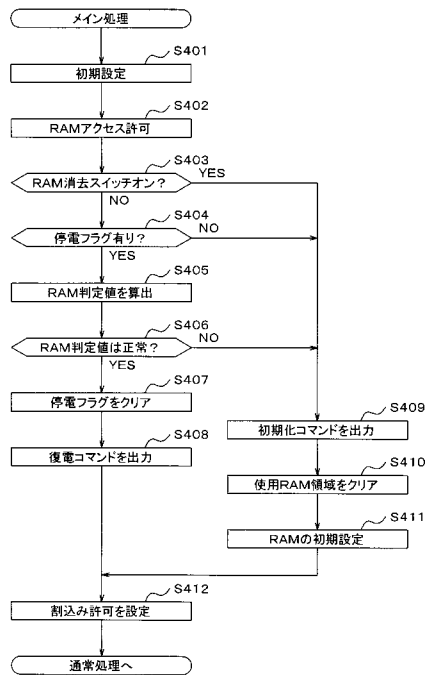 メイン処理
S401
初期設定
S402
RAMアクセス許可
S403
RAM消去スイッチオン?
YES
NO
S404
停電フラグ有り?
NO
YES
S405
RAM判定値を算出
S406
RAM判定値は正常?
NO
YES
S407
停電フラグをクリア
S408
復電コマンドを出力
S409
初期化コマンドを出力
S410
使用RAM領域をクリア
S411
RAMの初期設定
S412
割込み許可を設定
通常処理へ